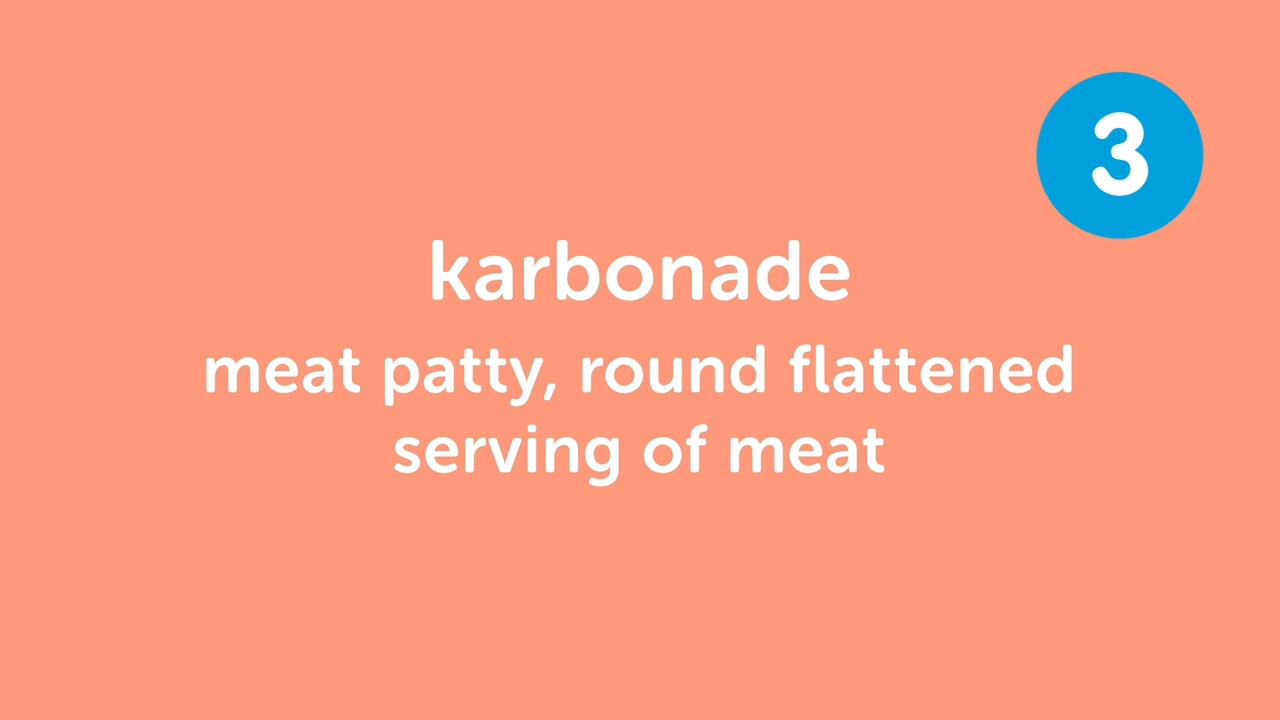 3
karbonade
meat patty, round flattened
serving of meat